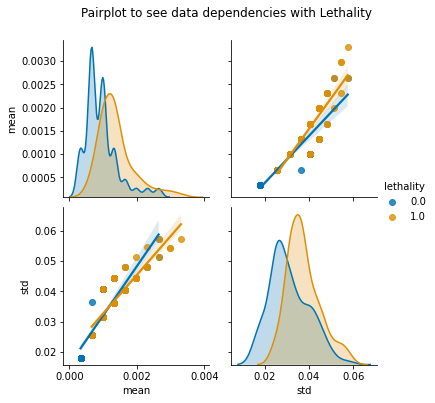 Pairplot to see data dependencies with Lethality
0.0030
0.0025
0.0020
0.0015
0.0010
0.0005
mean
lethality
0.0
1.0
0.06
0.05
0.04
0.03
0.02
std
0.000 0.002 0.004
mean
0.02 0.04 0.06
std